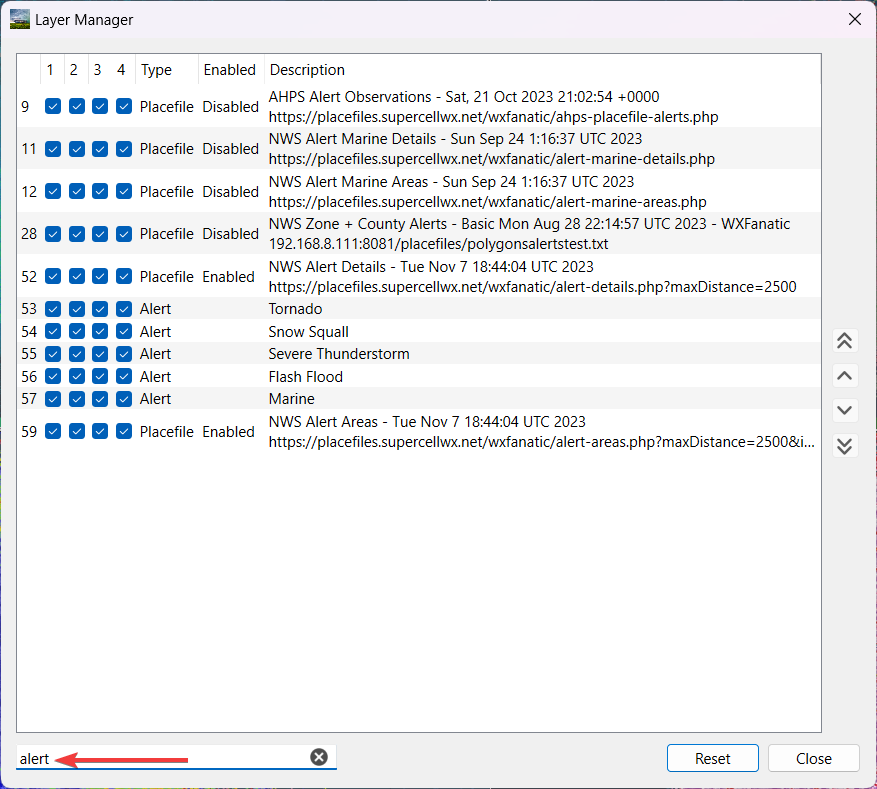 Layer Manager
1 2 3 4 Type Enabled Description
9 Placefile Disabled AHPS Alert Observations - Sat, 21 Oct 2023 21:02:54 +0000
https://placefiles.supercellwx.net/wxfanatic/ahps-placefile-alerts.php
11 Placefile Disabled NWS Alert Marine Details - Sun Sep 24 1:16:37 UTC 2023
https://placefiles.supercellwx.net/wxfanatic/alert-marine-details.php
12 Placefile Disabled NWS Alert Marine Areas - Sun Sep 24 1:16:37 UTC 2023
https://placefiles.supercellwx.net/wxfanatic/alert-marine-areas.php
28 Placefile Disabled NWS Zone + County Alerts - Basic Mon Aug 28 22:14:57 UTC 2023 - WXFanatic
192.168.8.111:8081/placefiles/polygonsalertstest.txt
52 Placefile Enabled NWS Alert Details - Tue Nov 7 18:44:04 UTC 2023
https://placefiles.supercellwx.net/wxfanatic/alert-details.php?maxDistance=2500
53 Alert Tornado
54 Alert Snow Squall
55 Alert Severe Thunderstorm
56 Alert Flash Flood
57 Alert Marine
59 Placefile Enabled NWS Alert Areas - Tue Nov 7 18:44:04 UTC 2023
https://placefiles.supercellwx.net/wxfanatic/alert-areas.php?maxDistance=2500&i...
alert
Reset Close